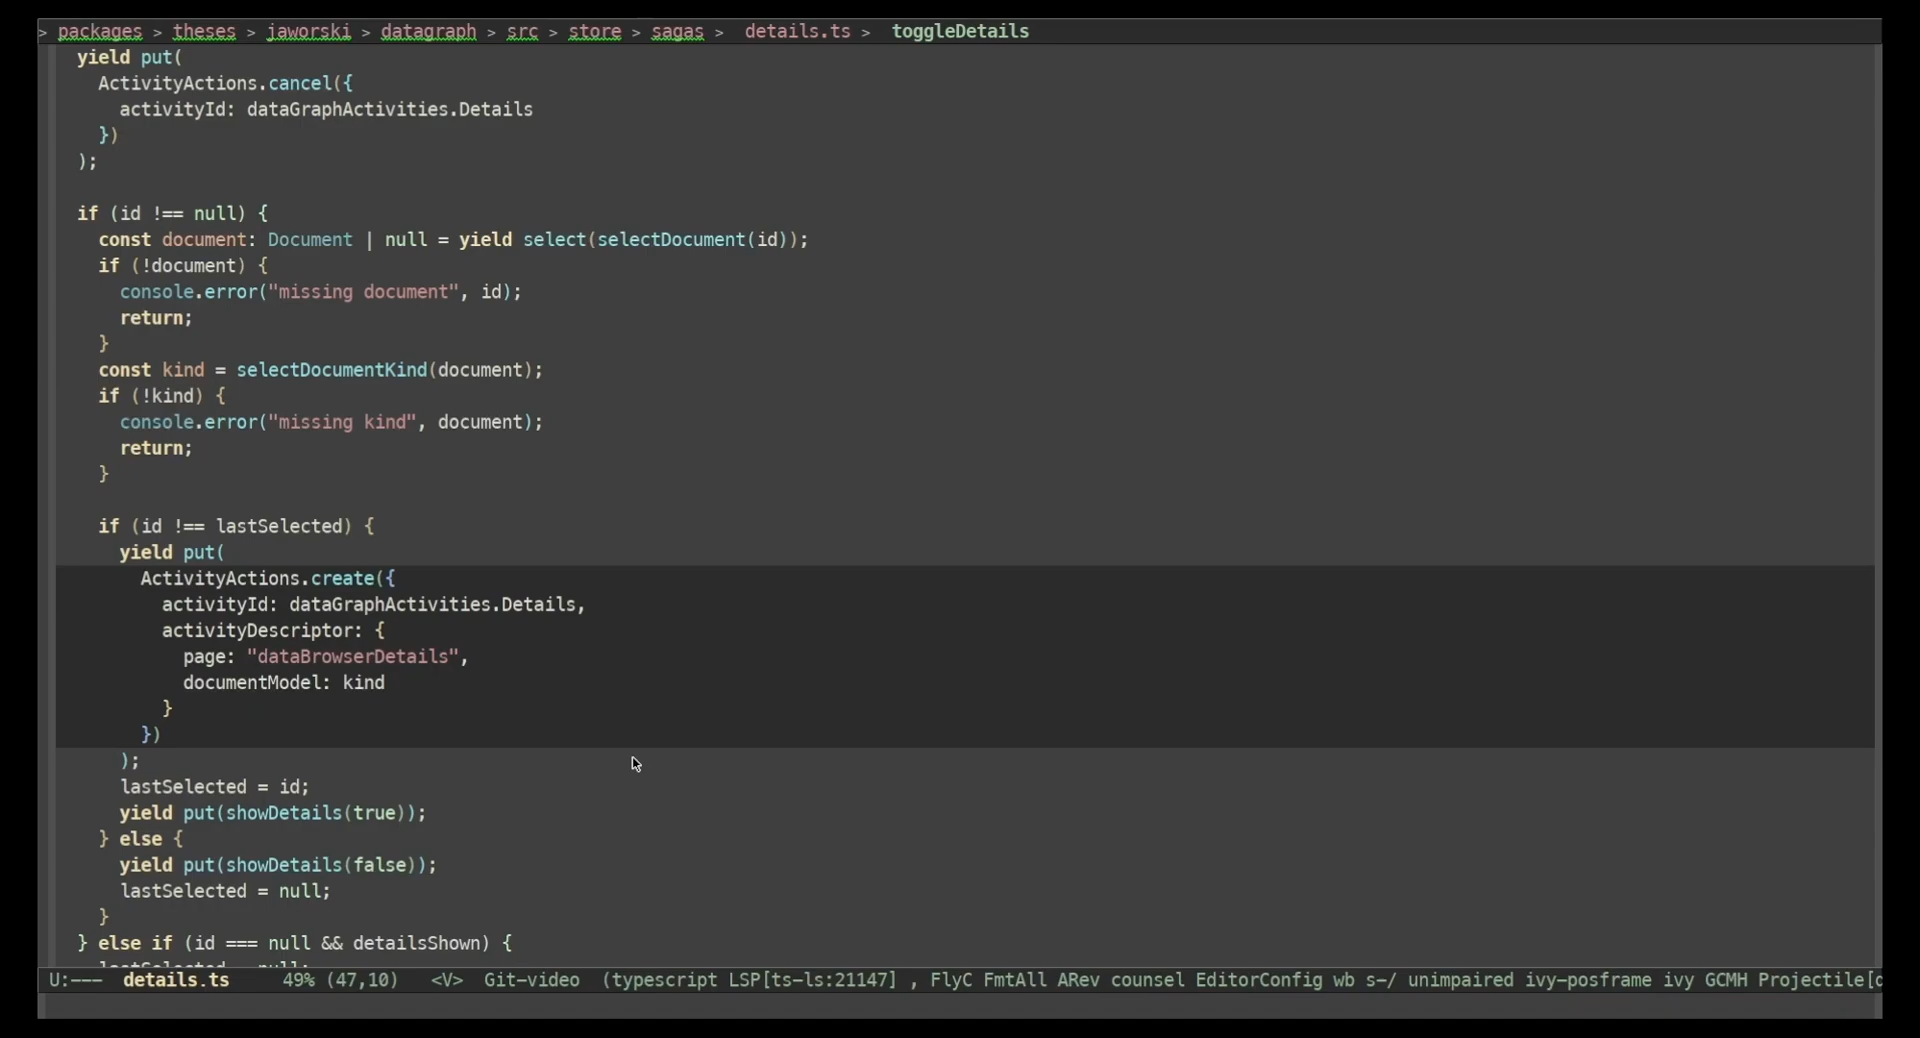 > packages > theses > jaworski > datagraph > src > store > sagas > details.ts > toggleDetails
yield put(
ActivityActions.cancel({
activityId: dataGraphActivities.Details
})
);
if (id !== null) {
const document: Document | null = yield select(selectDocument(id));
if (!document) {
console.error("missing document", id);
return;
}
const kind = selectDocumentKind(document);
if (!kind) {
console.error("missing kind", document);
return;
}
if (id !== lastSelected) {
yield put(
ActivityActions.create({
activityId: dataGraphActivities.Details,
activityDescriptor: {
page: "dataBrowserDetails",
documentModel: kind
}
})
);
lastSelected = id;
yield put(showDetails(true));
} else {
yield put(showDetails(false));
lastSelected = null;
}
} else if (id === null && detailsShown) {
U:--- details.ts 49% (47,10) <V> Git-video (typescript LSP[ts-ls:21147] , FlyC FmtAll ARev counsel EditorConfig wb s-/ unimpaired ivy-posframe ivy GCMH Projectile[